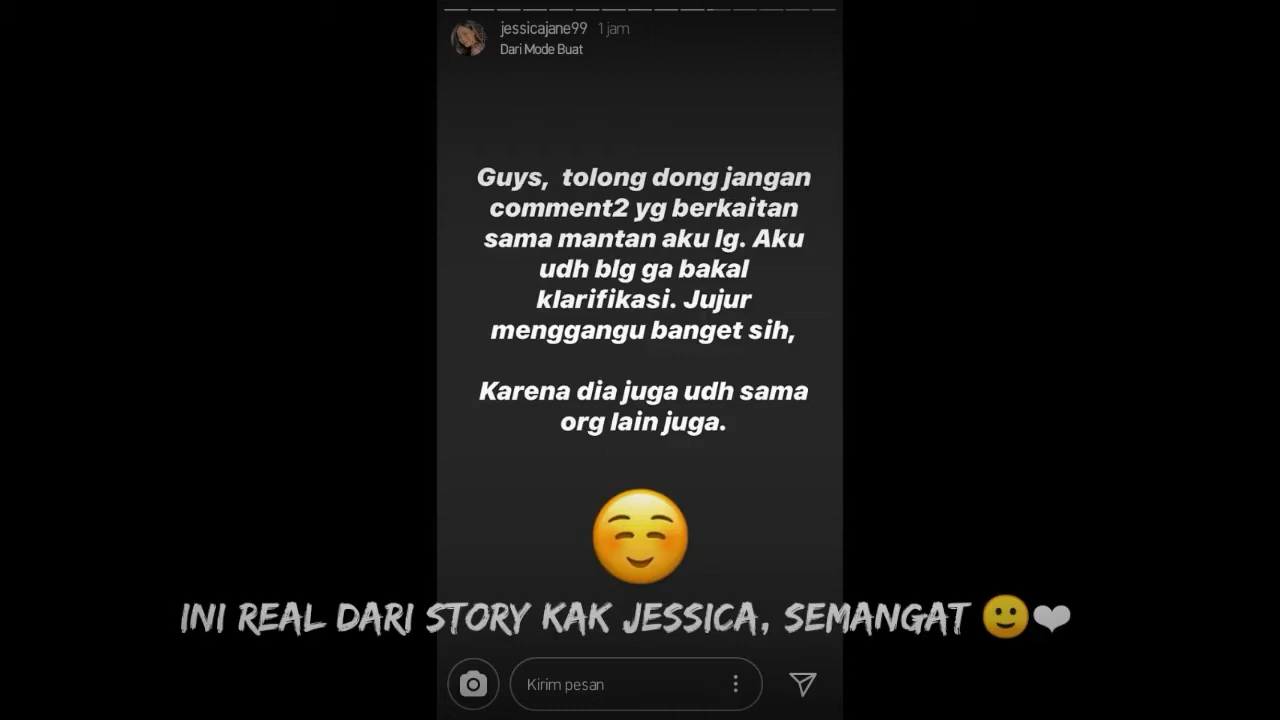 jessicajane99 1 jam
Dari Mode Buat
Guys, tolong dong jangan
comment2 yg berkaitan
sama mantan aku lg. Aku
udh blg ga bakal
klarifikasi. Jujur
menggangu banget sih,
Karena dia juga udh sama
org lain juga.
INI REAL DARI STORY KAK JESSICA, SEMANGAT 🙂❤
Kirim pesan